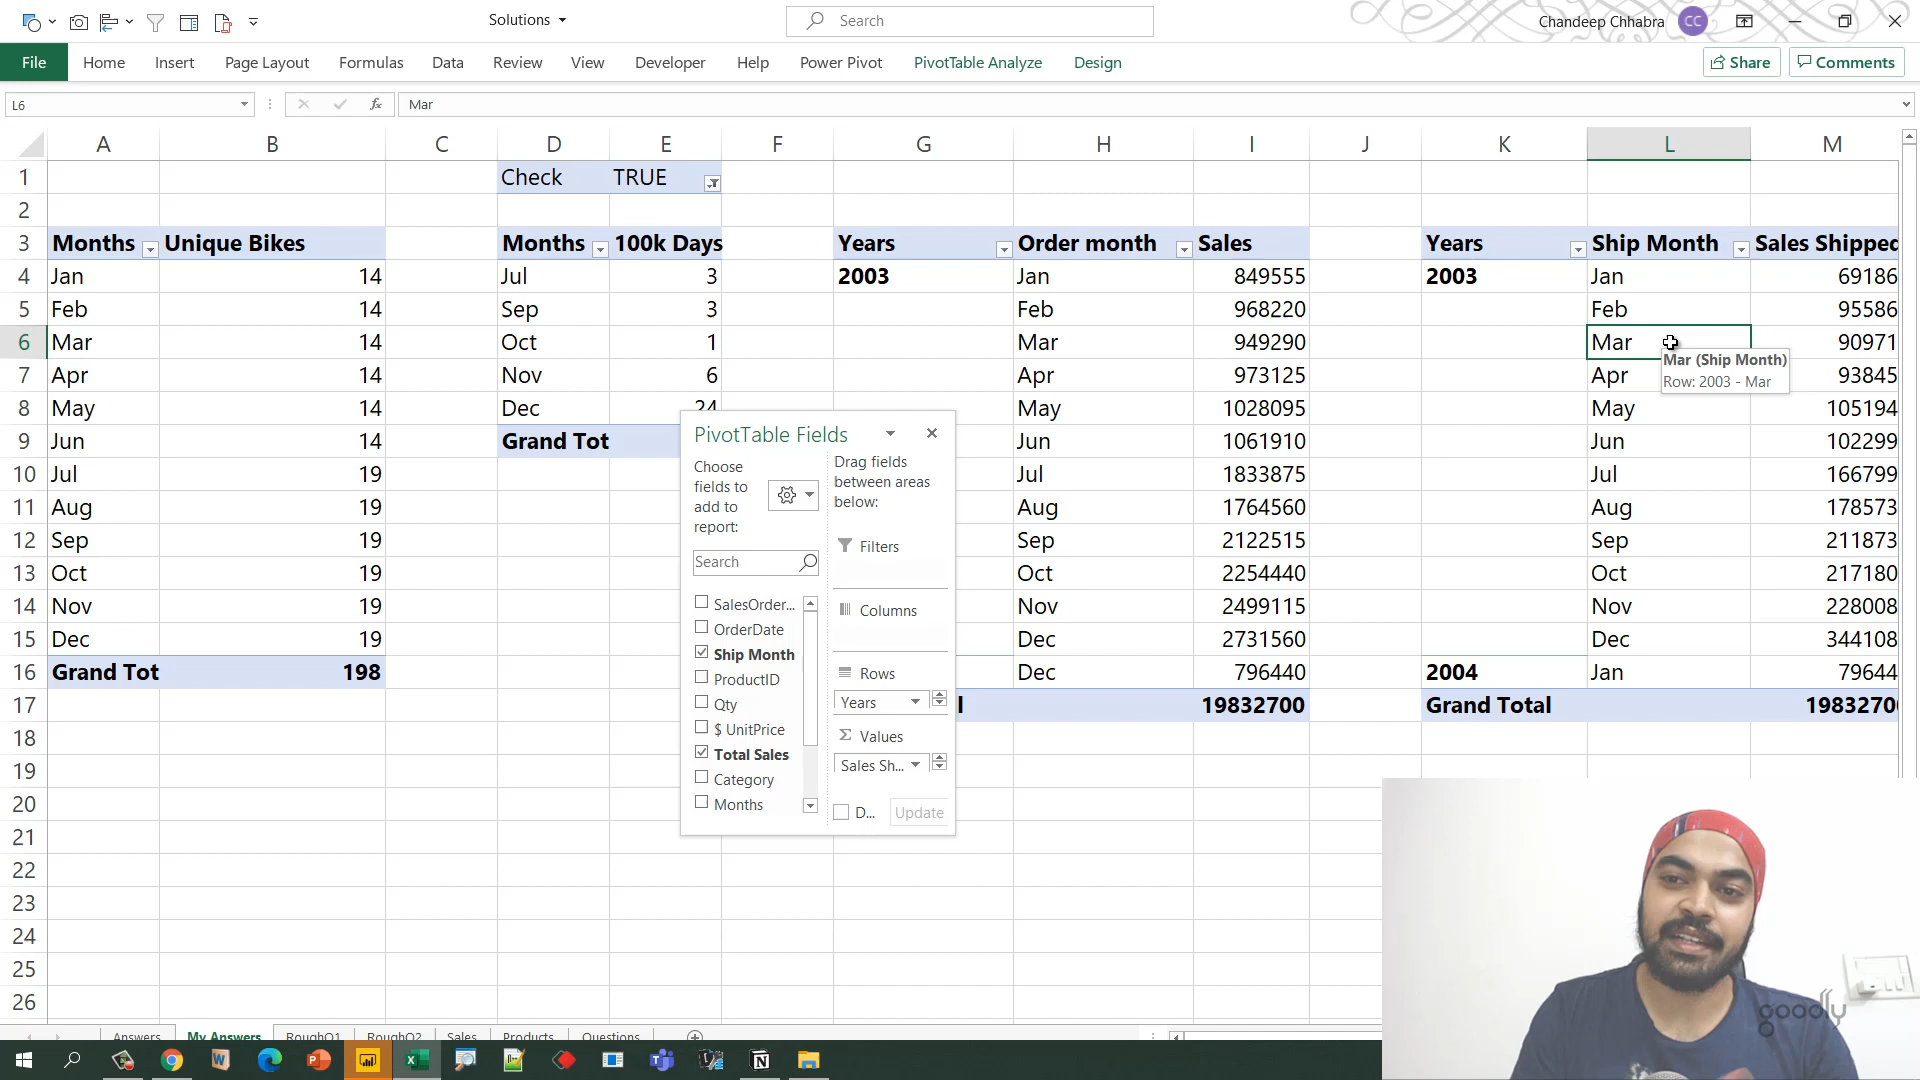 Solutions
Search
Chandeep Chhabra
CC
File Home Insert Page Layout Formulas Data Review View Developer Help Power Pivot PivotTable Analyze Design
Share
Comments
L6
fx
Mar
A B C D E F G H I J K L M
1 Check TRUE
2
3 Months Unique Bikes Months 100k Days Years Order month Sales Years Ship Month Sales Shipped
4 Jan 14 Jul 3 2003 Jan 849555 2003 Jan 69186
5 Feb 14 Sep 3 Feb 968220 Feb 95586
6 Mar 14 Oct 1 Mar 949290 Mar 90971
Mar (Ship Month)
Row: 2003 - Mar
7 Apr 14 Nov 6 Apr 973125 Apr 93845
8 May 14 Dec 24 May 1028095 May 105194
9 Jun 14 Grand Tot Jun 1061910 Jun 102299
10 Jul 19 Jul 1833875 Jul 166799
11 Aug 19 Aug 1764560 Aug 178573
12 Sep 19 Sep 2122515 Sep 211873
13 Oct 19 Oct 2254440 Oct 217180
14 Nov 19 Nov 2499115 Nov 228008
15 Dec 19 Dec 2731560 Dec 344108
16 Grand Tot 198 Dec 796440 2004 Jan 79644
17 l 19832700 Grand Total 1983270
18
19
20
21
22
23
24
25
26
PivotTable Fields
Choose
fields to
add to
report:
Search
SalesOrder...
OrderDate
Ship Month
ProductID
Qty
$ UnitPrice
Total Sales
Category
Months
Drag fields
between areas
below:
Filters
Columns
Rows
Years
Values
Sales Sh...
D...
Update
Answers My Answers RoughQ1 RoughQ2 Sales Products Questions
goodly